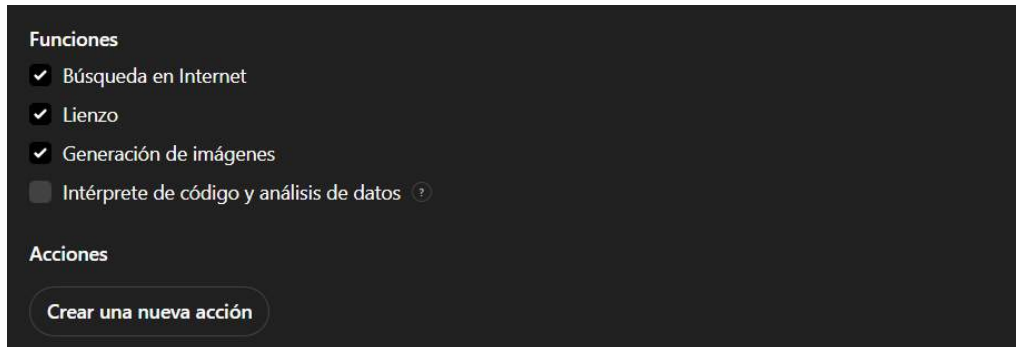 Funciones
Búsqueda en Internet
Lienzo
Generación de imágenes
Intérprete de código y análisis de datos ?
Acciones
Crear una nueva acción